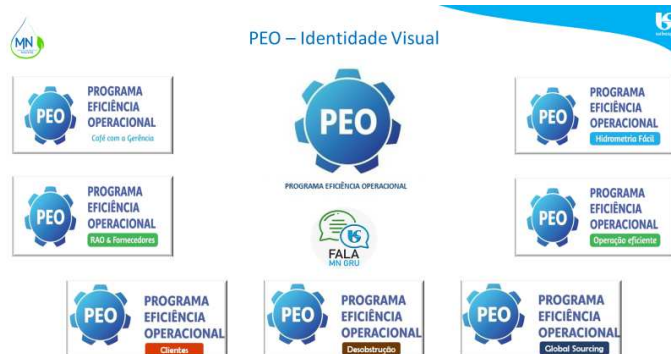 MN
PEO – Identidade Visual
PEO
PROGRAMA
EFICIÊNCIA
OPERACIONAL
Café com a Gerência
PEO
PROGRAMA EFICIÊNCIA OPERACIONAL
PEO
PROGRAMA
EFICIÊNCIA
OPERACIONAL
Hidrometria Fácil
PEO
PROGRAMA
EFICIÊNCIA
OPERACIONAL
RAO & Fornecedores
FALA
MN GRU
PEO
PROGRAMA
EFICIÊNCIA
OPERACIONAL
Operação eficiente
PEO
PROGRAMA
EFICIÊNCIA
OPERACIONAL
Clientes
PEO
PROGRAMA
EFICIÊNCIA
OPERACIONAL
Desobstrução
PEO
PROGRAMA
EFICIÊNCIA
OPERACIONAL
Global Sourcing